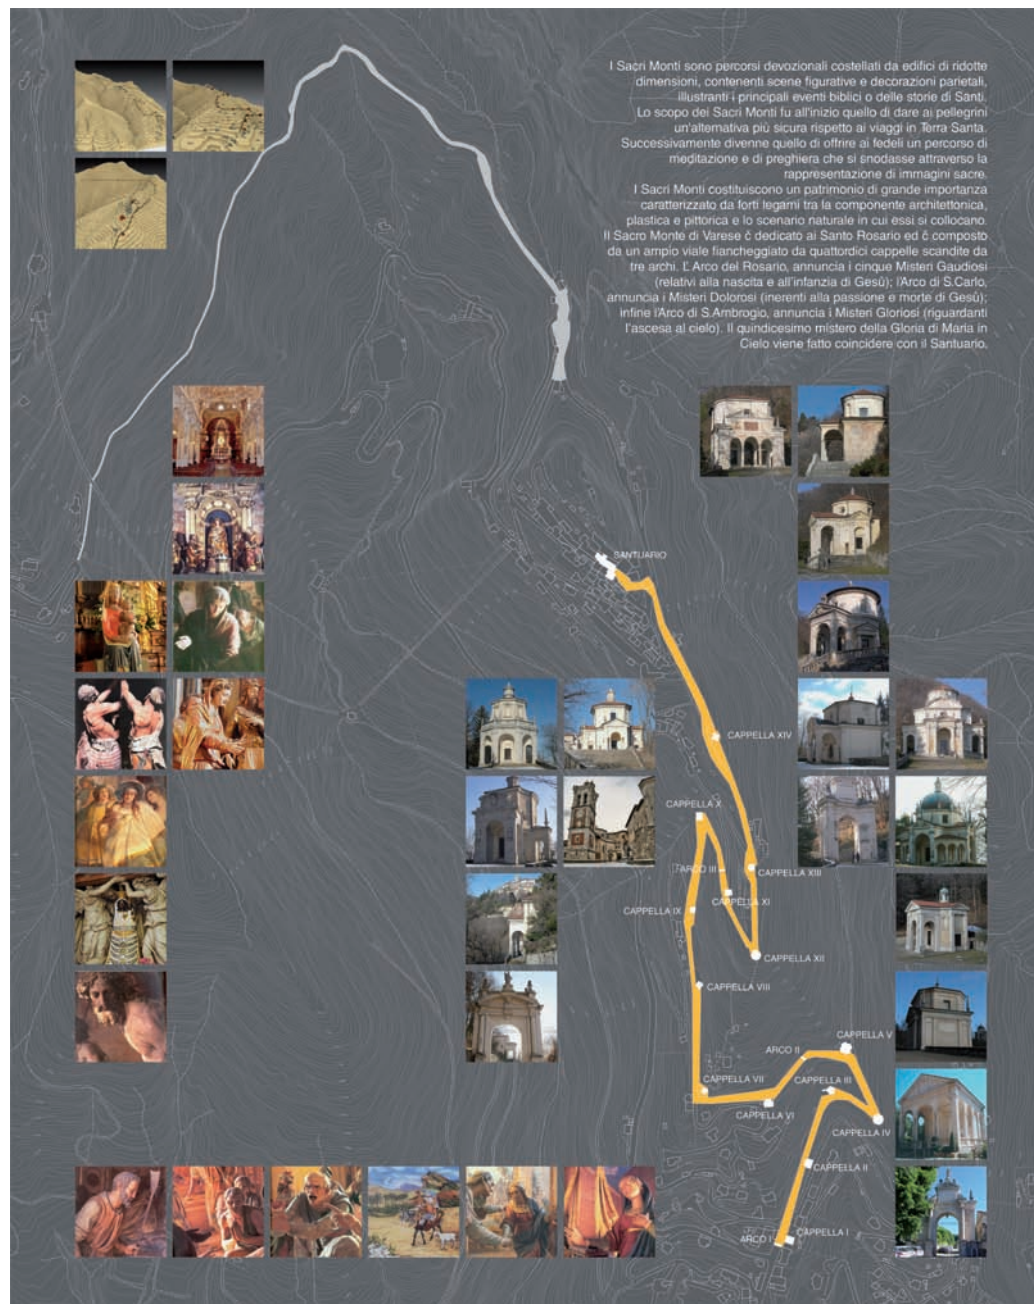 I Sacri Monti sono percorsi devozionali costellati da edifici di ridotte
dimensioni, contenenti scene figurative e decorazioni parietali,
illustranti i principali eventi biblici o delle storie di Santi.
Lo scopo dei Sacri Monti fu all'inizio quello di dare ai pellegrini
un'alternativa più sicura rispetto ai viaggi in Terra Santa.
Successivamente divenne quello di offrire ai fedeli un percorso di
meditazione e di preghiera che si snodasse attraverso la
rappresentazione di immagini sacre.
I Sacri Monti costituiscono un patrimonio di grande importanza
caratterizzato da forti legami tra la componente architettonica,
plastica e pittorica e lo scenario naturale in cui essi si collocano.
Il Sacro Monte di Varese č dedicato al Santo Rosario ed č composto
da un ampio viale fiancheggiato da quattordici cappelle scandite da
tre archi. L' Arco del Rosario, annuncia i cinque Misteri Gaudiosi
(relativi alla nascita e all'infanzia di Gesù); l'Arco di S.Carlo,
annuncia i Misteri Dolorosi (inerenti alla passione e morte di Gesù);
infine l'Arco di S.Ambrogio, annuncia i Misteri Gloriosi (riguardanti
l'ascesa al cielo). Il quindicesimo mistero della Gloria di Maria in
Cielo viene fatto coincidere con il Santuario.
SANTUARIO
CAPPELLA XIV
CAPPELLA X
ARCO III
CAPPELLA XIII
CAPPELLA XI
CAPPELLA IX
CAPPELLA XII
CAPPELLA VIII
CAPPELLA V
ARCO II
CAPPELLA VII
CAPPELLA III
CAPPELLA VI
CAPPELLA IV
CAPPELLA II
CAPPELLA I
ARCO I